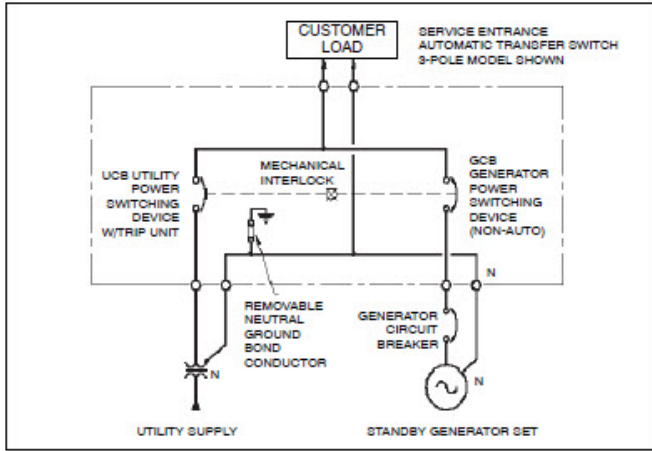 CUSTOMER
LOAD
SERVICE ENTRANCE
AUTOMATIC TRANSFER SWITCH
3-POLE MODEL SHOWN
UCB UTILITY
POWER
SWITCHING
DEVICE
W/TRIP UNIT
MECHANICAL
INTERLOCK
GCB
GENERATOR
POWER
SWITCHING
DEVICE
(NON-AUTO)
N
REMOVABLE
NEUTRAL
GROUND
BOND
CONDUCTOR
GENERATOR
CIRCUIT
BREAKER
N
N
UTILITY SUPPLY
STANDBY GENERATOR SET